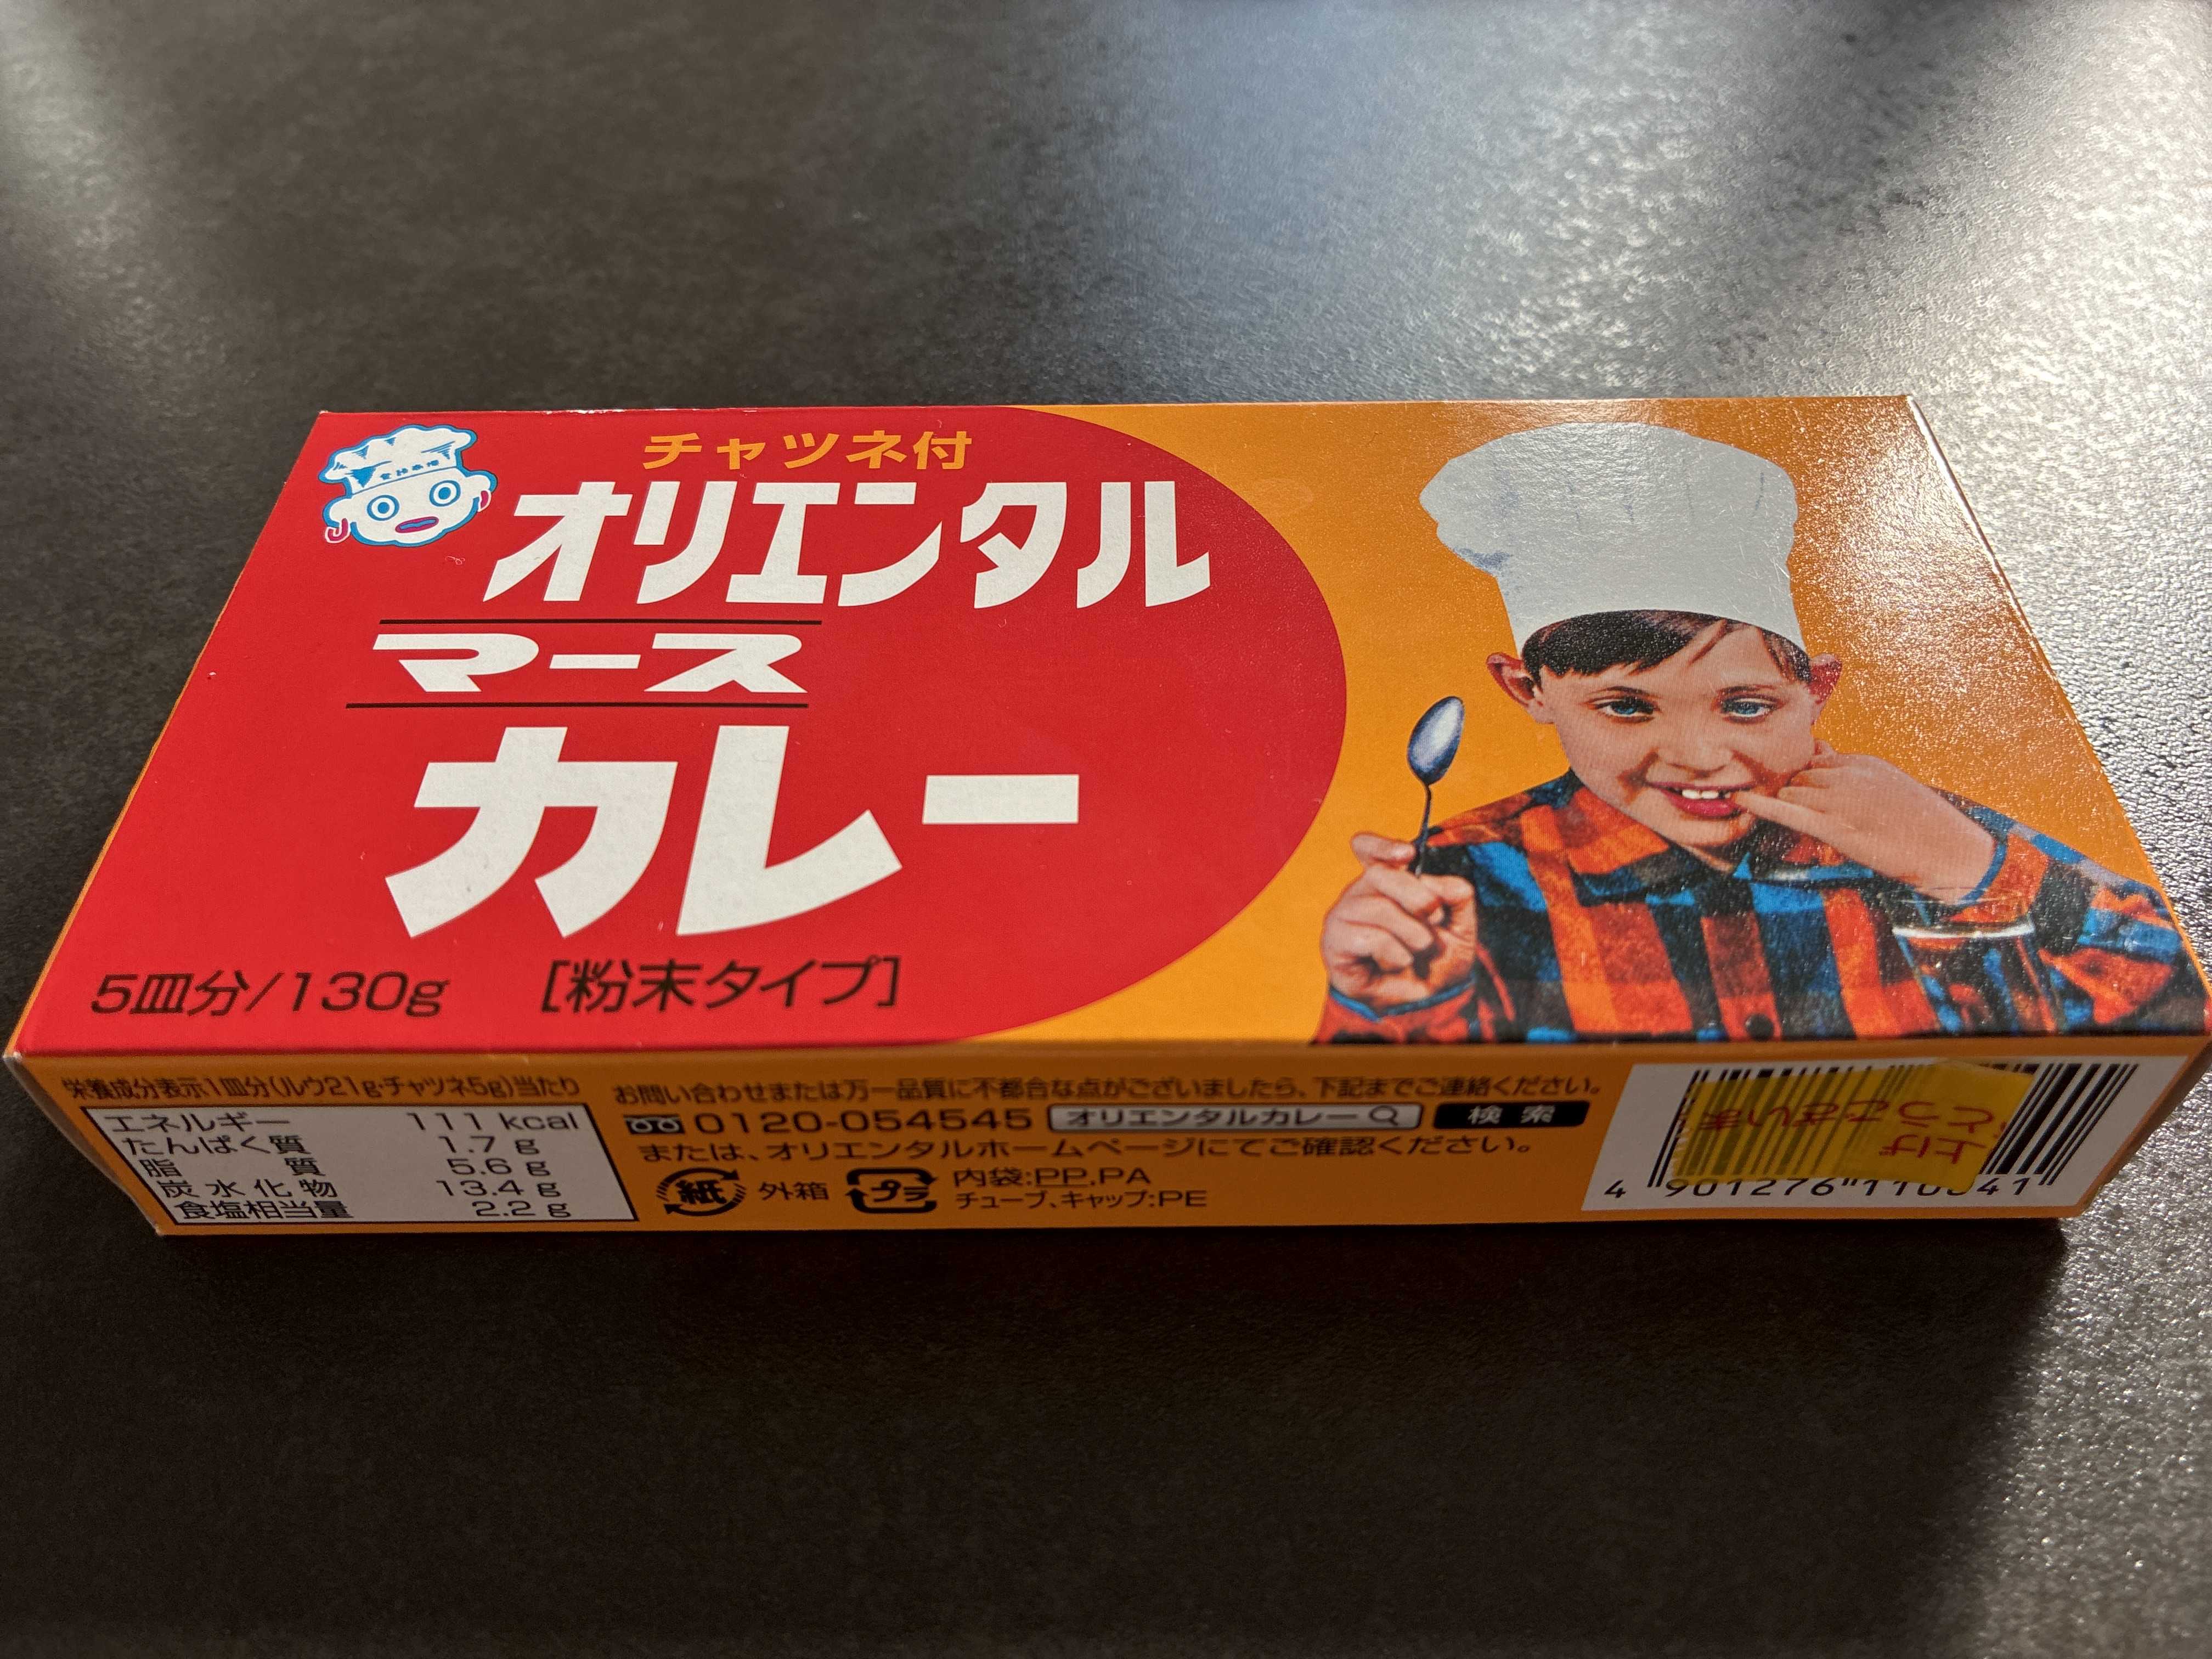 チャツネ付
オリエンタル
マース
カレー
5皿分/130g [粉末タイプ]
栄養成分表示1皿分(ルウ21g・チャツネ5g)当たり
エネルギー 111 kcal
たんぱく質 1.7 g
脂質 5.6 g
炭水化物 13.4 g
食塩相当量 2.2 g
お問い合わせまたは万一品質に不都合な点がございましたら、下記までご連絡ください。
0120-054545 オリエンタルカレー 検索
または、オリエンタルホームページにてご確認ください。
紙 外箱 プラ 内袋:PP,PA
チューブ、キャップ:PE
ございま
上げ
4 901276